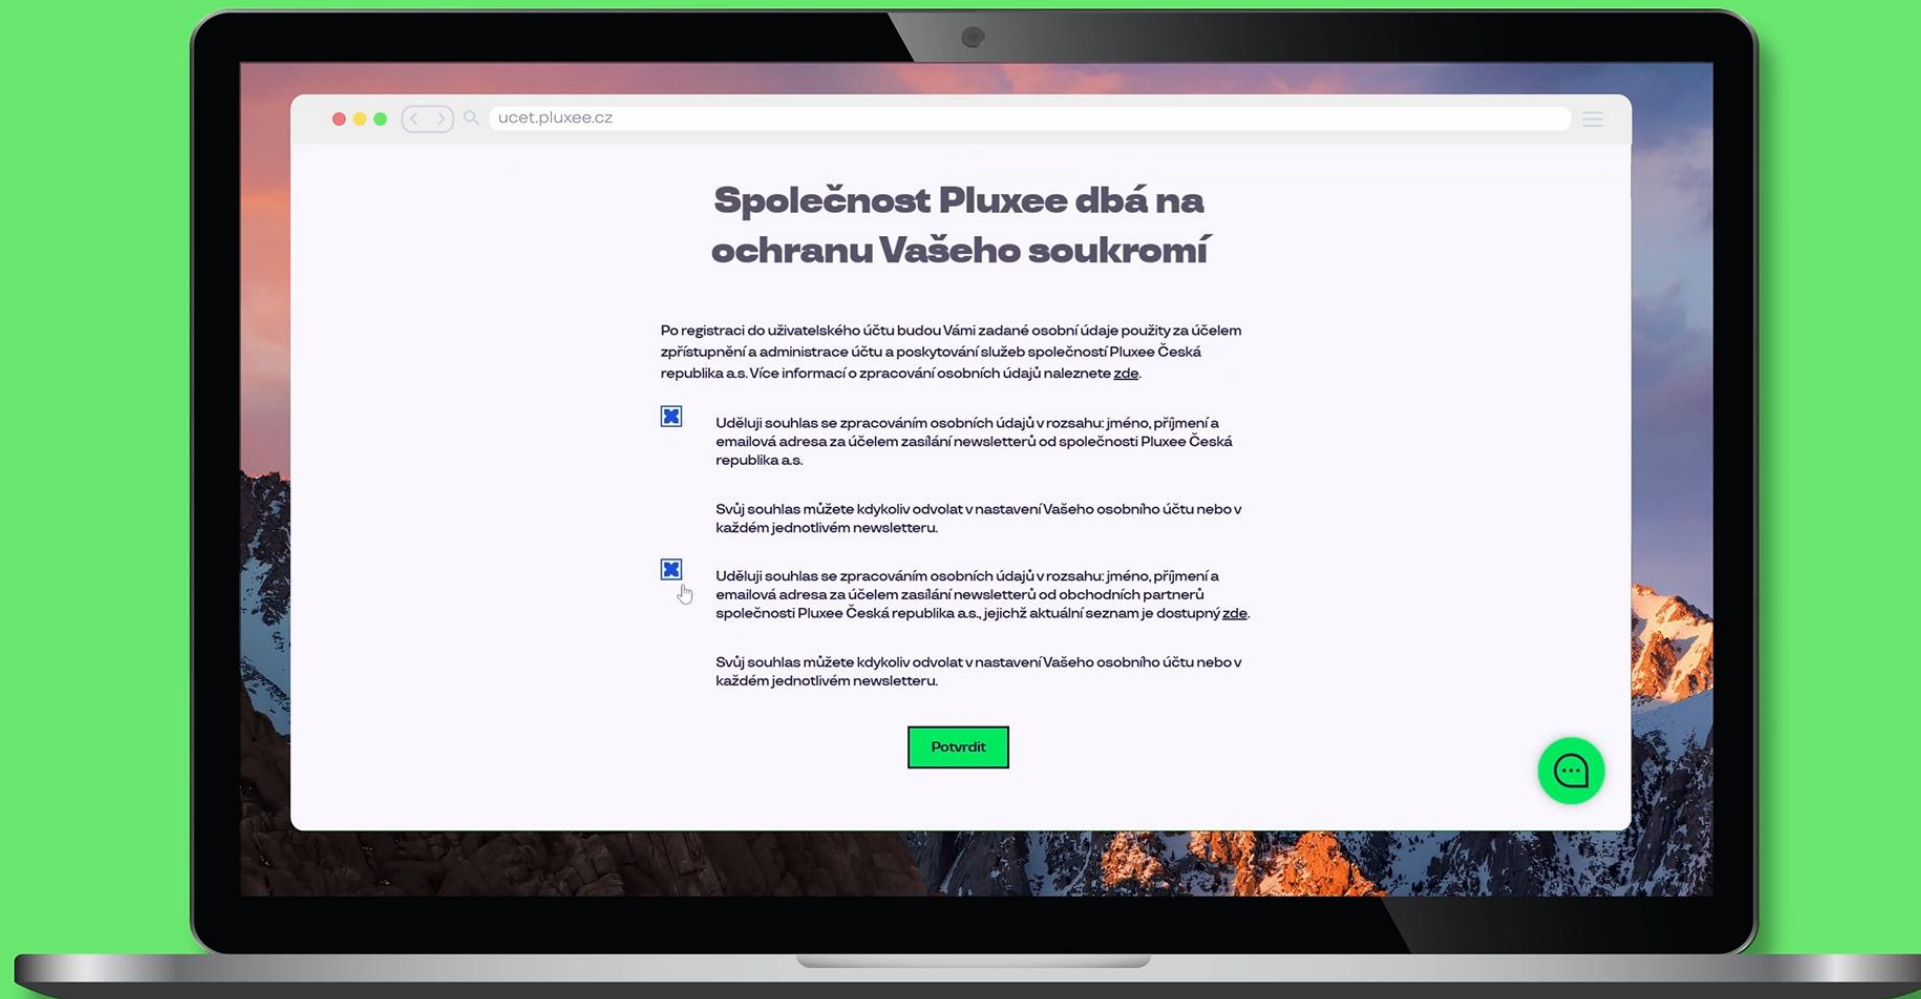 ucet.pluxee.cz
Společnost Pluxee dbá na
ochranu Vašeho soukromí
Po registraci do uživatelského účtu budou Vámi zadané osobní údaje použity za účelem
zpřístupnění a administrace účtu a poskytování služeb společností Pluxee Česká
republika a.s. Více informací o zpracování osobních údajů naleznete zde.
Uděluji souhlas se zpracováním osobních údajů v rozsahu: jméno, příjmení a
emailová adresa za účelem zasílání newsletterů od společnosti Pluxee Česká
republika a.s.
Svůj souhlas můžete kdykoliv odvolat v nastavení Vašeho osobního účtu nebo v
každém jednotlivém newsletteru.
Uděluji souhlas se zpracováním osobních údajů v rozsahu: jméno, příjmení a
emailová adresa za účelem zasílání newsletterů od obchodních partnerů
společnosti Pluxee Česká republika a.s., jejichž aktuální seznam je dostupný zde.
Svůj souhlas můžete kdykoliv odvolat v nastavení Vašeho osobního účtu nebo v
každém jednotlivém newsletteru.
Potvrdit